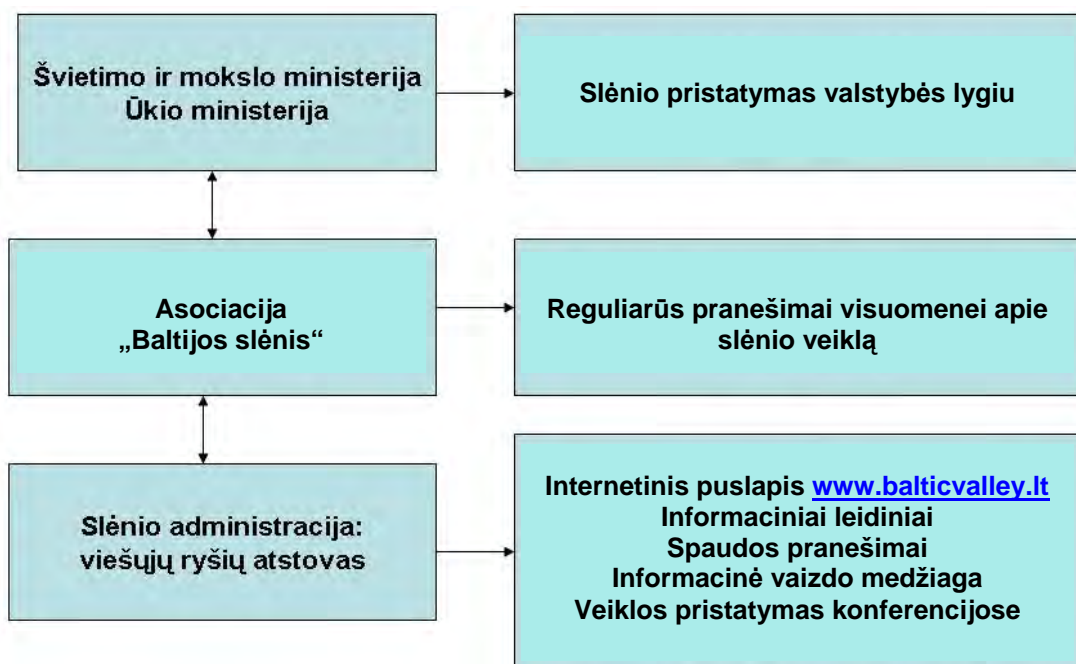 Švietimo ir mokslo ministerija
Ūkio ministerija
Slėnio pristatymas valstybės lygiu
Asociacija
„Baltijos slėnis“
Reguliarūs pranešimai visuomenei apie
slėnio veiklą
Slėnio administracija:
viešųjų ryšių atstovas
Internetinis puslapis www.balticvalley.lt
Informaciniai leidiniai
Spaudos pranešimai
Informacinė vaizdo medžiaga
Veiklos pristatymas konferencijose